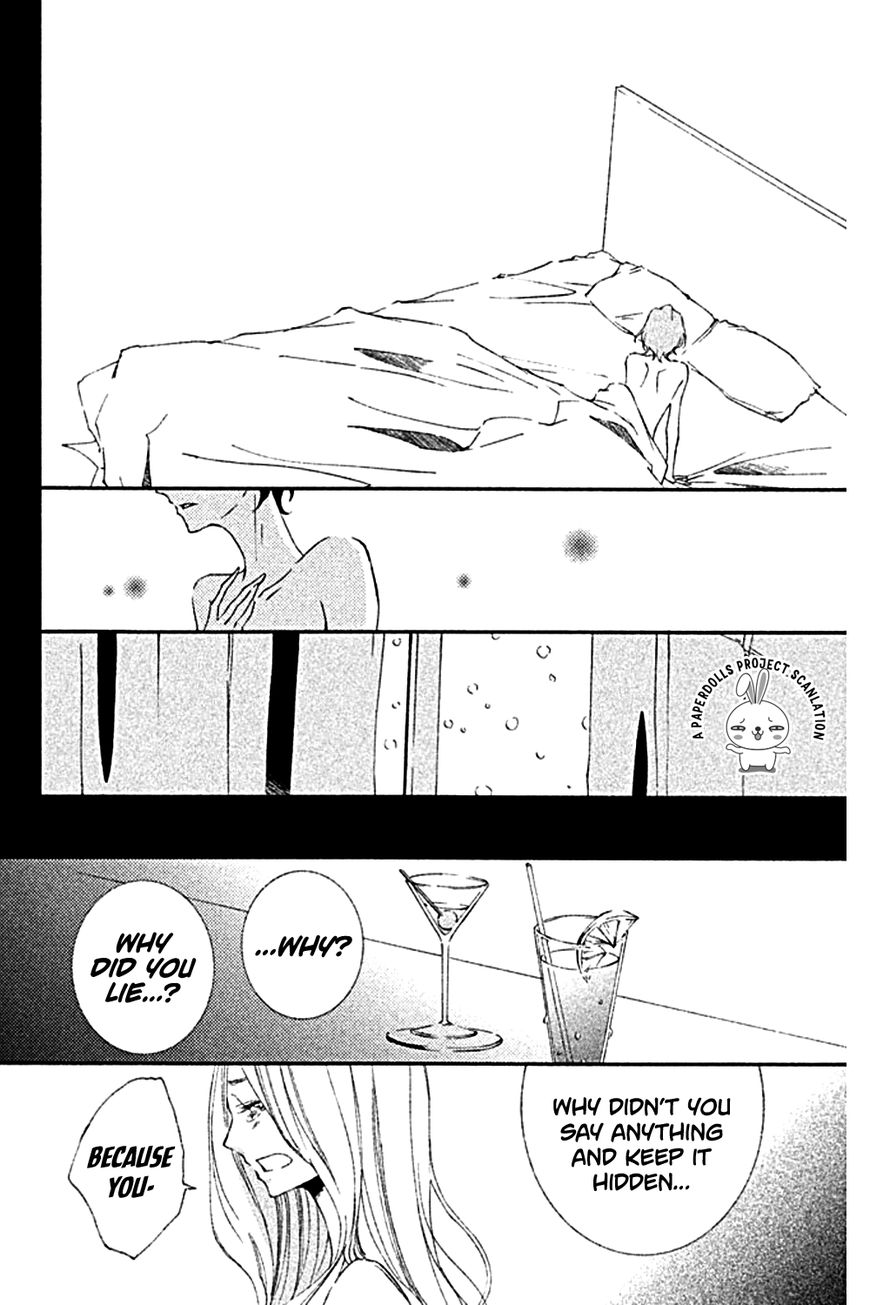 A PAPERDOLLS PROJECT SCANLATION
...WHY?
WHY
DID YOU
LIE...?
WHY DIDN'T YOU
SAY ANYTHING
AND KEEP IT
HIDDEN...
BECAUSE
YOU-